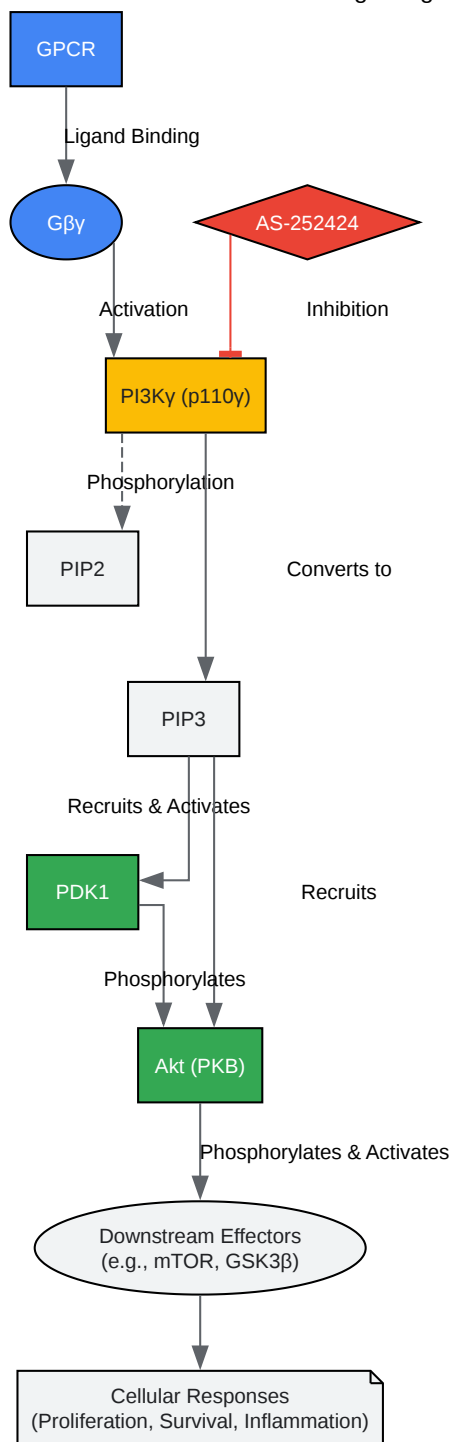 GPCR
Ligand Binding
Gβγ
AS-252424
Activation
Inhibition
PI3Kγ (p110γ)
Phosphorylation
PIP2
Converts to
PIP3
Recruits & Activates
PDK1
Recruits
Phosphorylates
Akt (PKB)
Phosphorylates & Activates
Downstream Effectors
(e.g., mTOR, GSK3β)
Cellular Responses
(Proliferation, Survival, Inflammation)